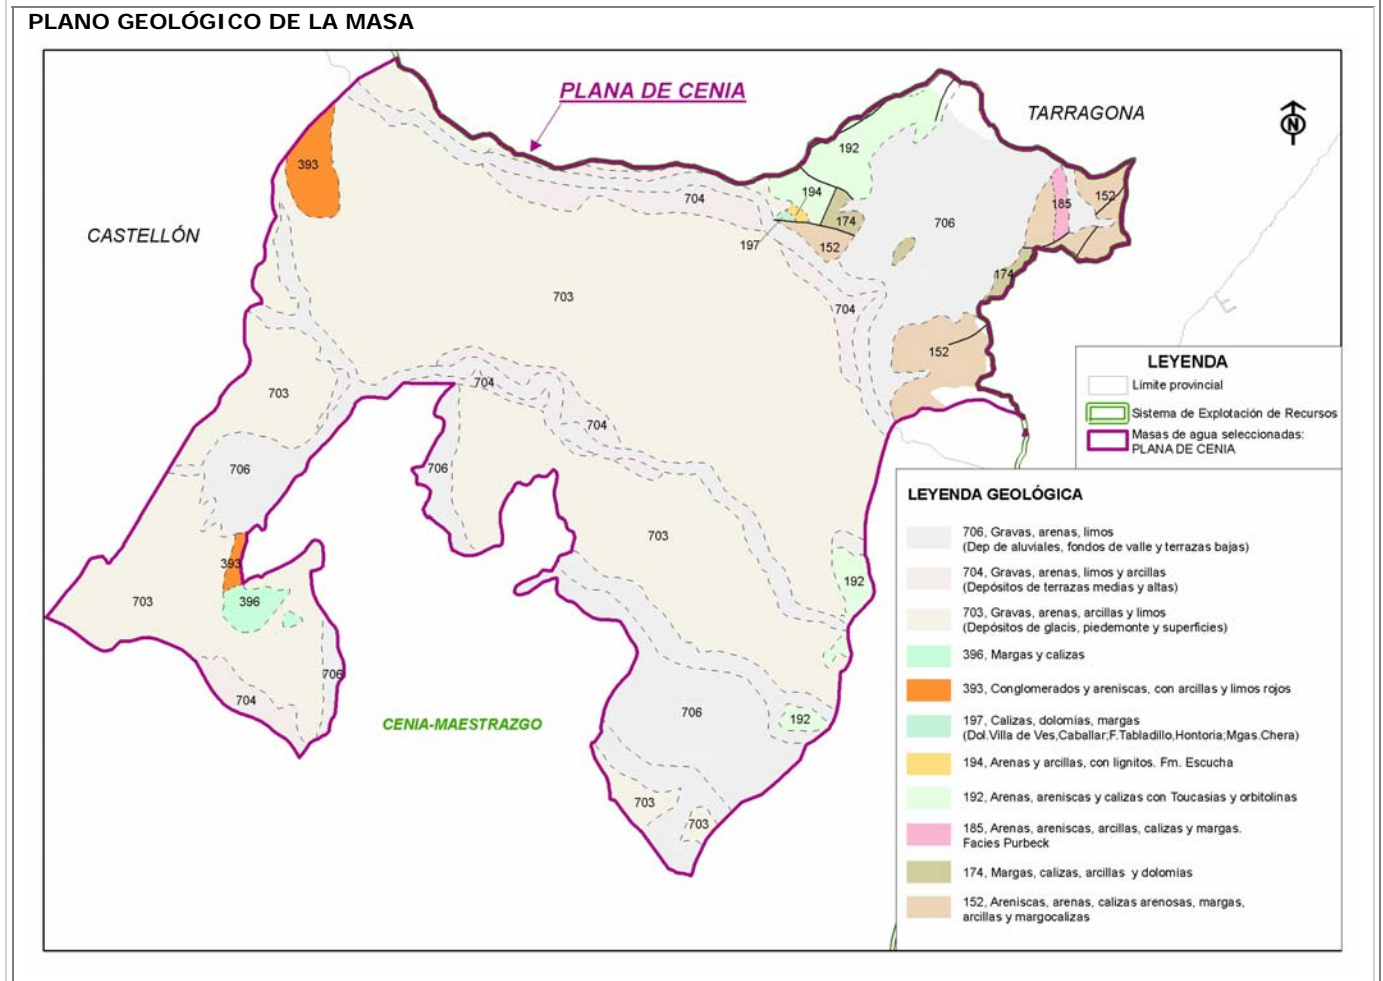 PLANO GEOLÓGICO DE LA MASA
PLANA DE CENIA
TARRAGONA
N
CASTELLÓN
393
192
194
704
185
152
174
706
197
152
174
703
704
152
703
704
704
706
706
703
192
393
703
396
706
704
CENIA-MAESTRAZGO
706
192
703
703
E
LEYENDA
Límite provincial
Sistema de Explotación de Recursos
Masas de agua seleccionadas:
PLANA DE CENIA
LEYENDA GEOLÓGICA
706, Gravas, arenas, limos
(Dep de aluviales, fondos de valle y terrazas bajas)
704, Gravas, arenas, limos y arcillas
(Depósitos de terrazas medias y altas)
703, Gravas, arenas, arcillas y limos
(Depósitos de glacis, piedemonte y superficies)
396, Margas y calizas
393, Conglomerados y areniscas, con arcillas y limos rojos
197, Calizas, dolomías, margas
(Dol.Villa de Ves,Caballar;F.Tabladillo,Hontoria;Mgas.Chera)
194, Arenas y arcillas, con lignitos. Fm. Escucha
192, Arenas, areniscas y calizas con Toucasias y orbitolinas
185, Arenas, areniscas, arcillas, calizas y margas.
Facies Purbeck
174, Margas, calizas, arcillas y dolomías
152, Areniscas, arenas, calizas arenosas, margas,
arcillas y margocalizas